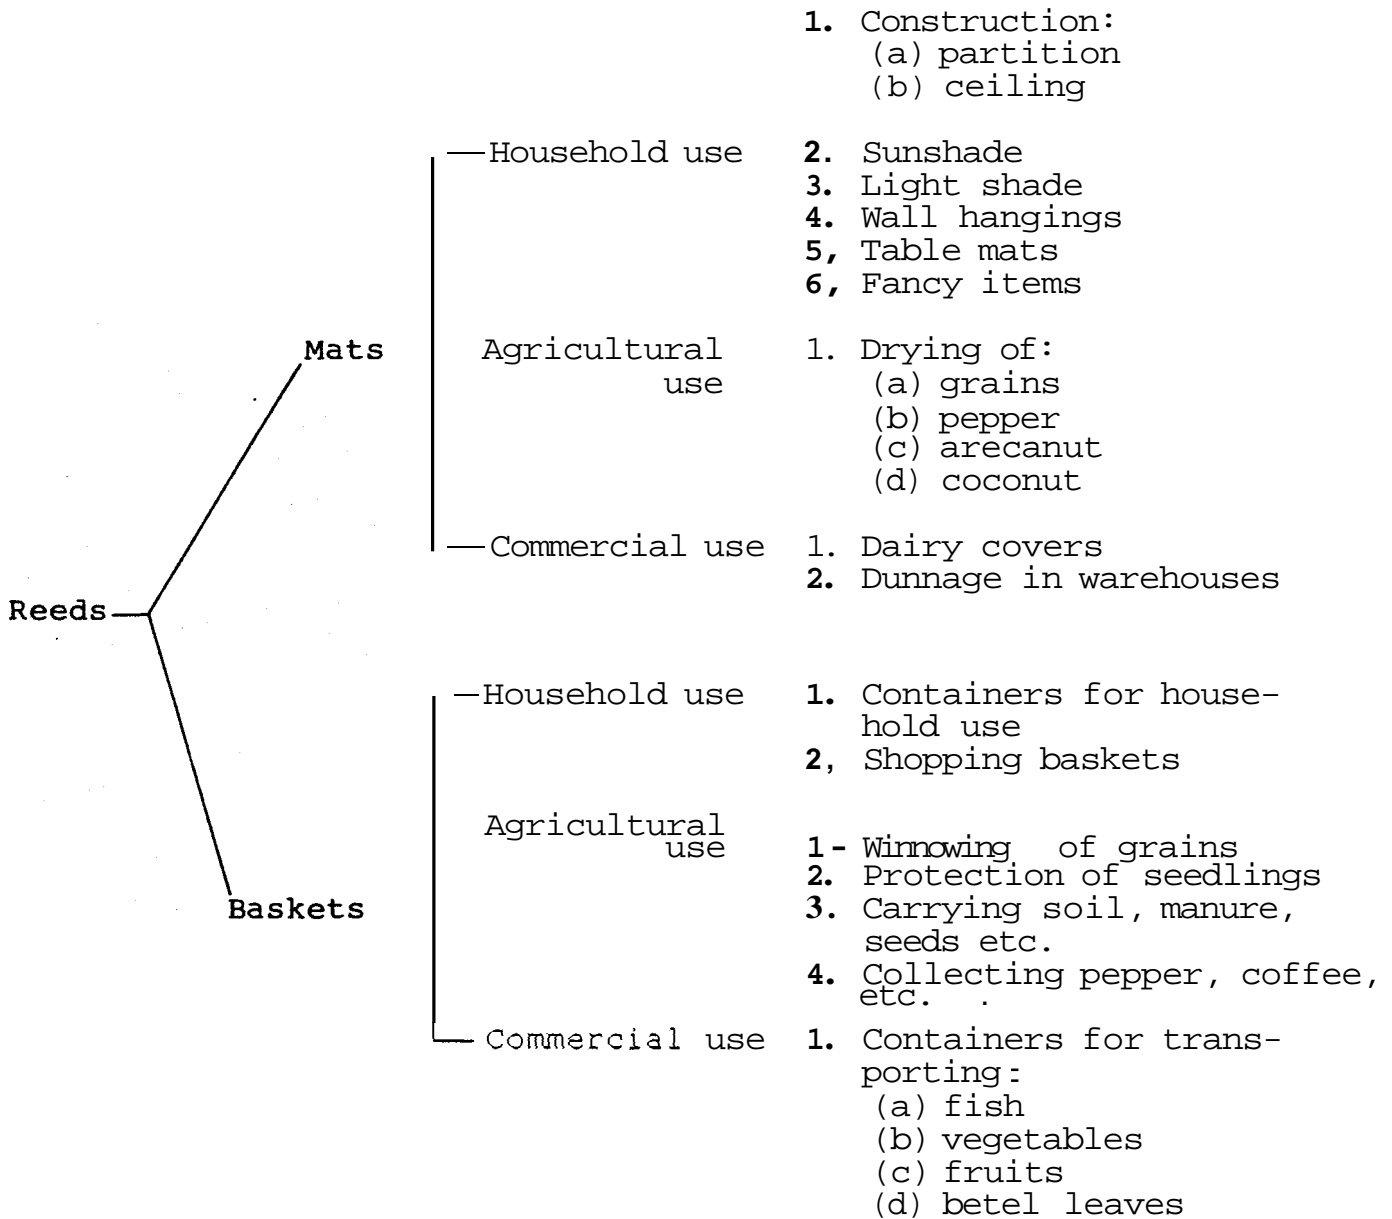 1. Construction:
(a) partition
(b) ceiling
Household use
2. Sunshade
3. Light shade
4. Wall hangings
5, Table mats
6, Fancy items
Mats
Agricultural
use
1. Drying of:
(a) grains
(b) pepper
(c) arecanut
(d) coconut
Commercial use
1. Dairy covers
2. Dunnage in warehouses
Reeds
Household use
1. Containers for house-
hold use
2, Shopping baskets
Agricultural
use
1- Winnowing of grains
2. Protection of seedlings
3. Carrying soil, manure,
seeds etc.
4. Collecting pepper, coffee,
etc. .
Baskets
Commercial use
1. Containers for trans-
porting:
(a) fish
(b) vegetables
(c) fruits
(d) betel leaves